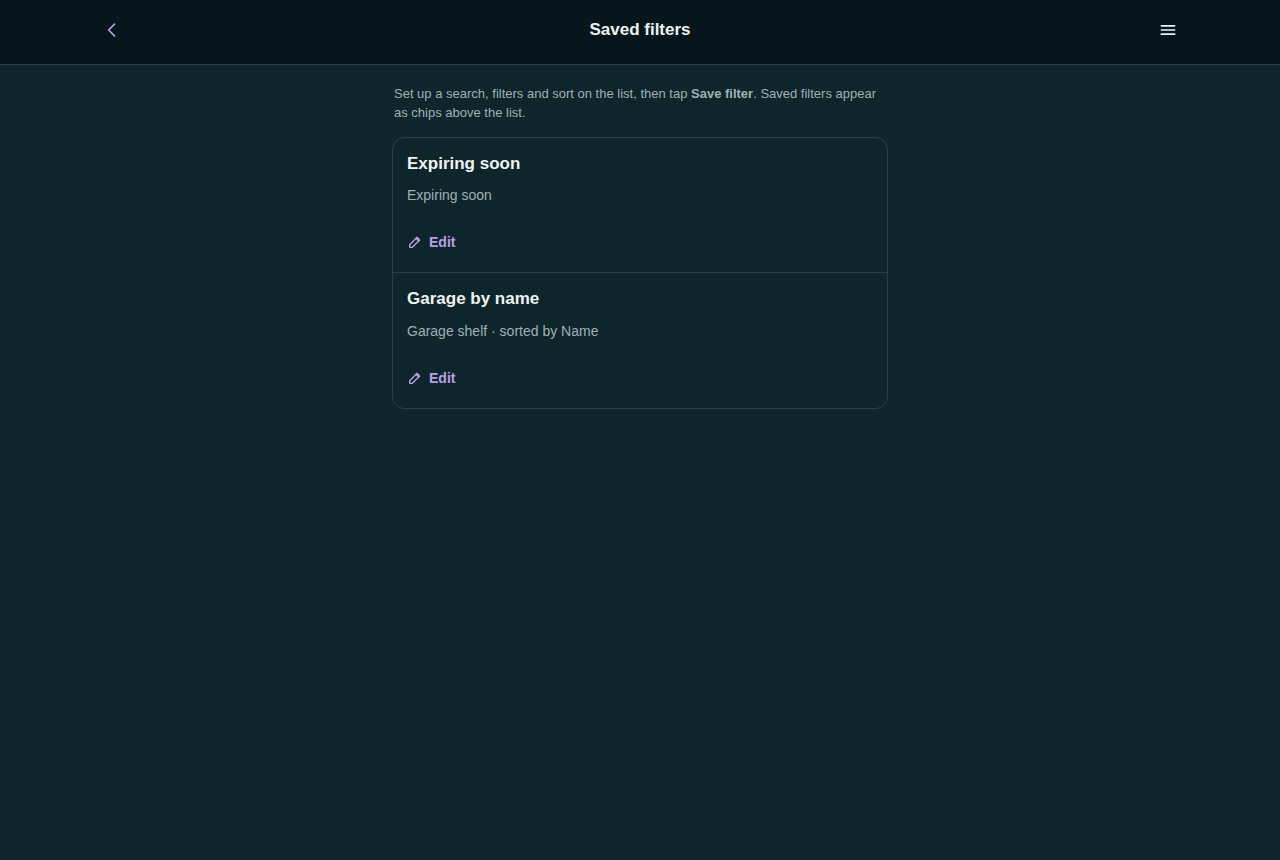 Saved filters
Set up a search, filters and sort on the list, then tap Save filter. Saved filters appear
as chips above the list.
Expiring soon
Expiring soon
Edit
Garage by name
Garage shelf · sorted by Name
Edit